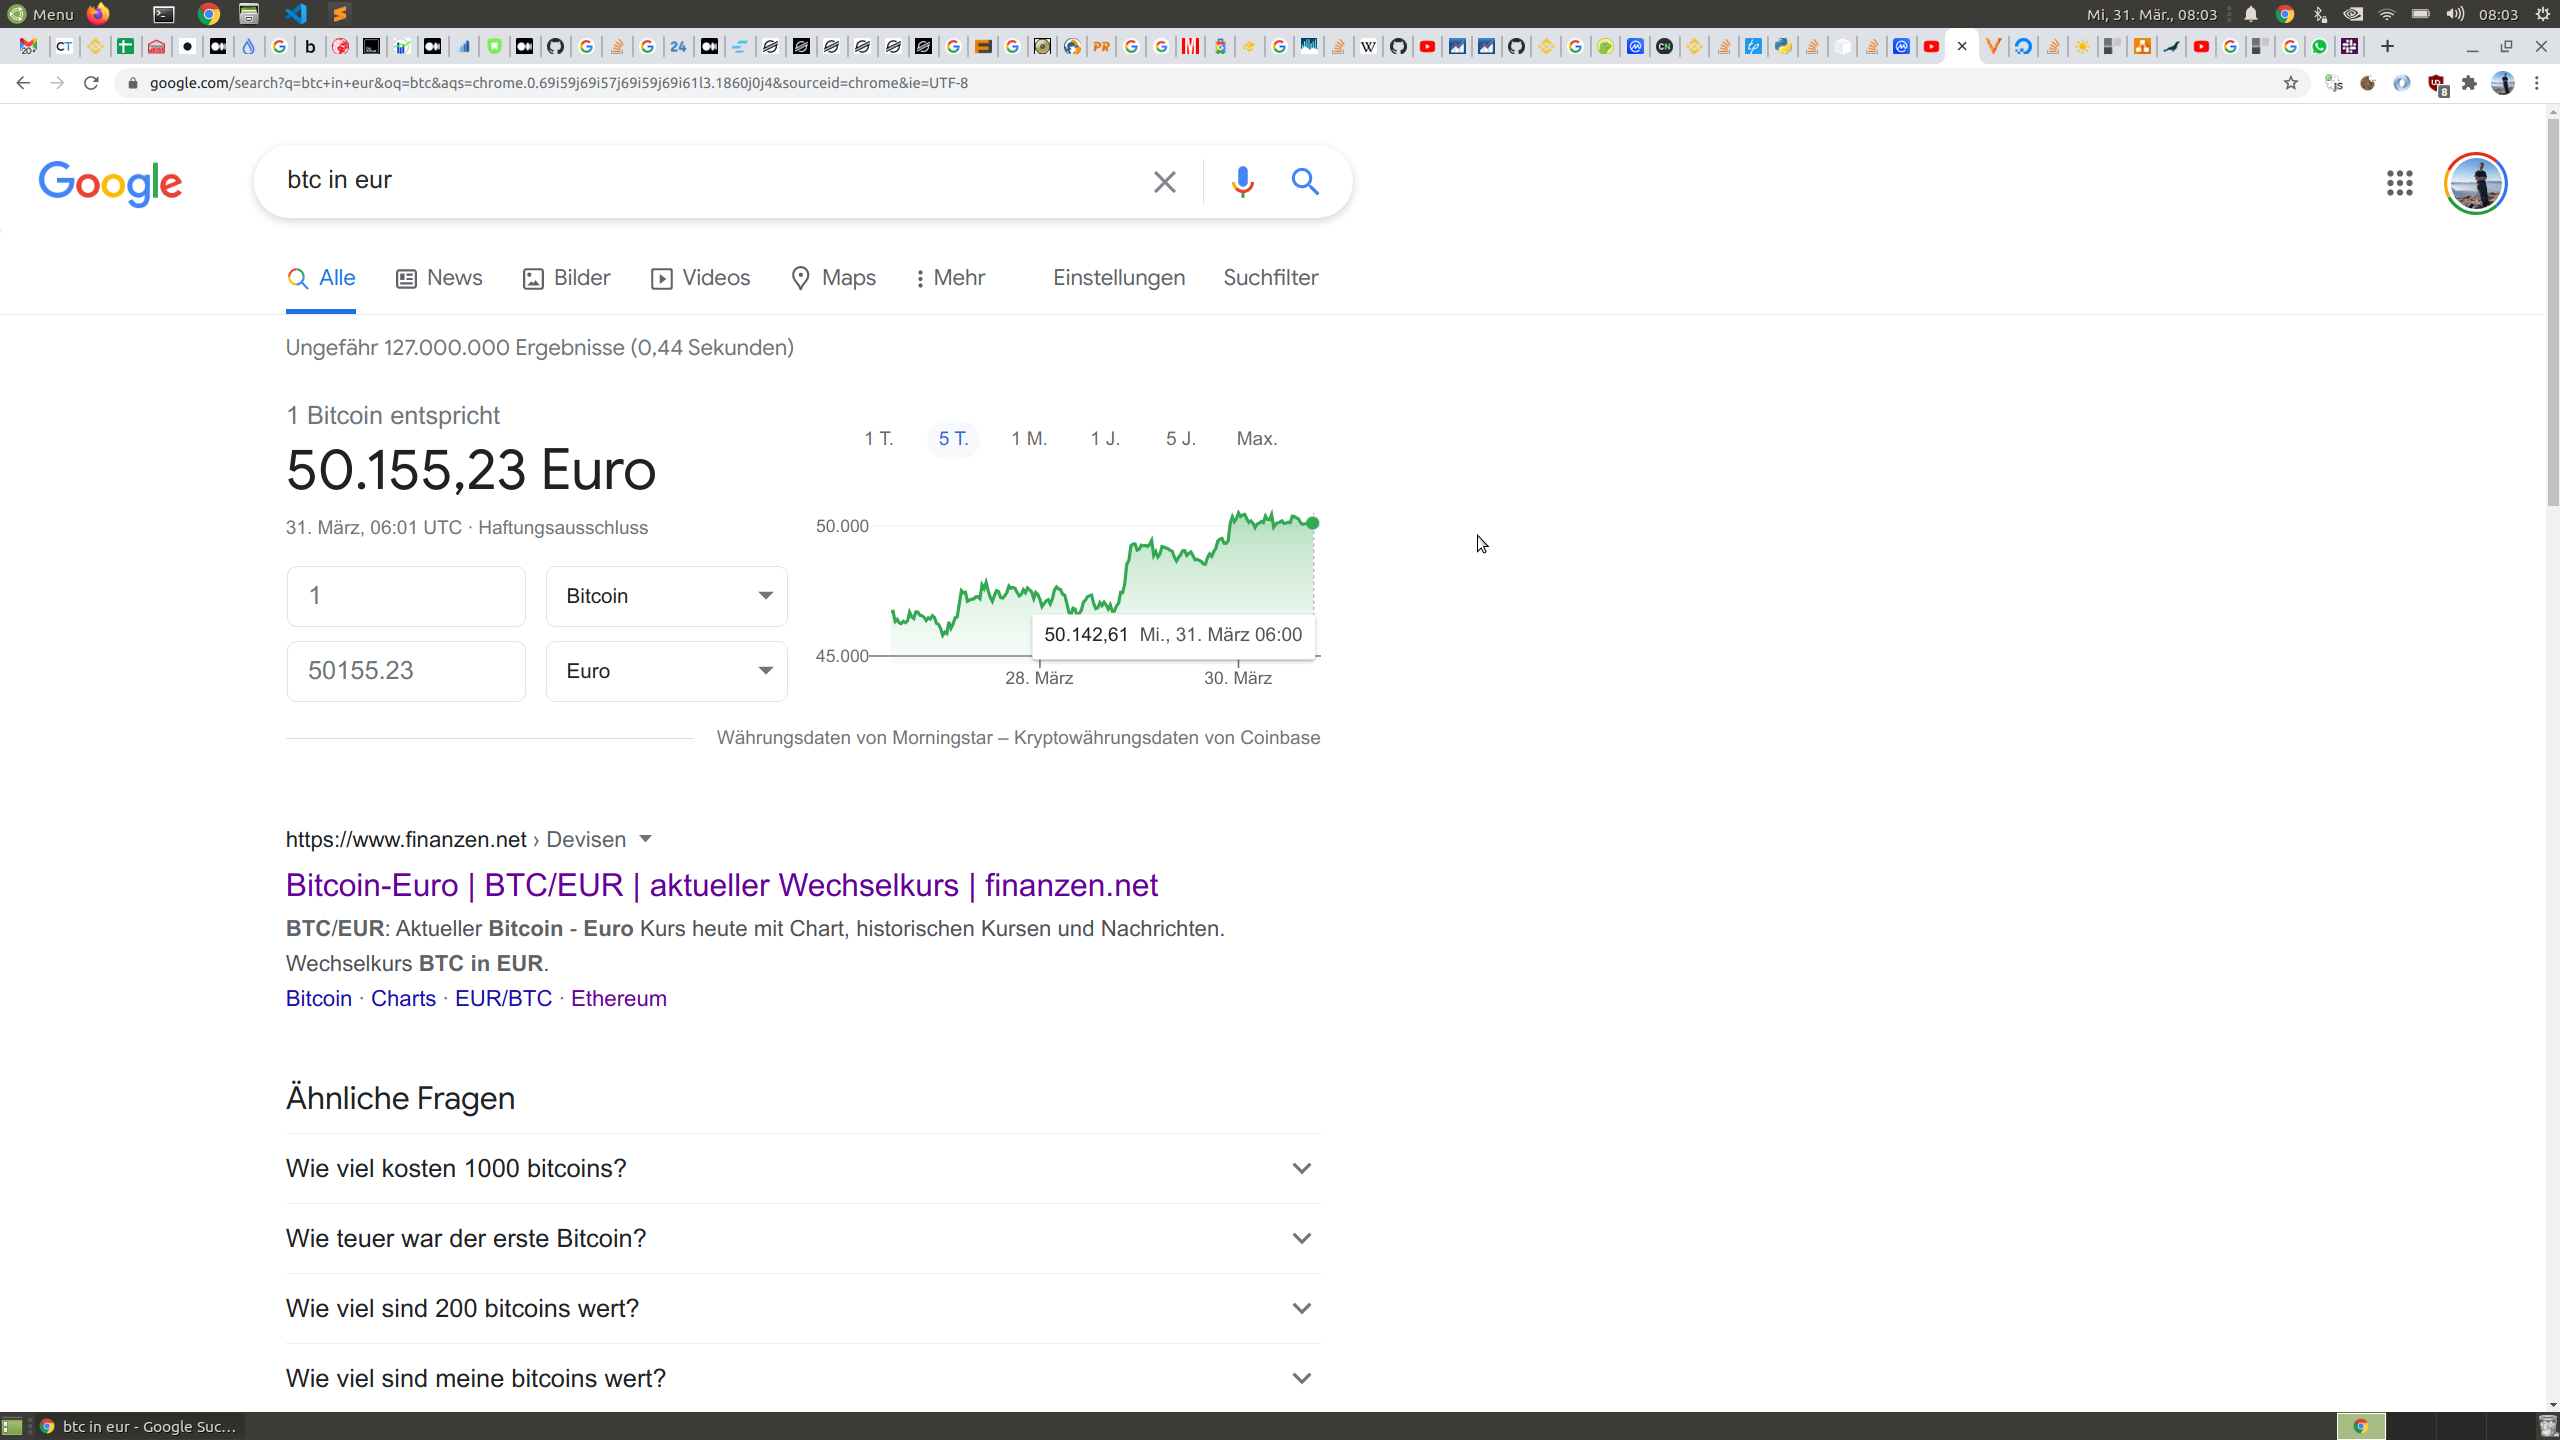 Menu
Mi, 31. Mär., 08:03
08:03
google.com/search?q=btc+in+eur&oq=btc&aqs=chrome.0.69i59j69i57j69i59j69i61l3.1860j0j4&sourceid=chrome&ie=UTF-8
8
Google
btc in eur
Alle
News
Bilder
Videos
Maps
Mehr
Einstellungen
Suchfilter
Ungefähr 127.000.000 Ergebnisse (0,44 Sekunden)
1 Bitcoin entspricht
50.155,23 Euro
31. März, 06:01 UTC · Haftungsausschluss
1
Bitcoin
50155.23
Euro
1 T.
5 T.
1 M.
1 J.
5 J.
Max.
50.000
45.000
50.142,61 Mi., 31. März 06:00
28. März
30. März
Währungsdaten von Morningstar – Kryptowährungsdaten von Coinbase
https://www.finanzen.net › Devisen
Bitcoin-Euro | BTC/EUR | aktueller Wechselkurs | finanzen.net
BTC/EUR: Aktueller Bitcoin - Euro Kurs heute mit Chart, historischen Kursen und Nachrichten.
Wechselkurs BTC in EUR.
Bitcoin · Charts · EUR/BTC · Ethereum
Ähnliche Fragen
Wie viel kosten 1000 bitcoins?
Wie teuer war der erste Bitcoin?
Wie viel sind 200 bitcoins wert?
Wie viel sind meine bitcoins wert?
btc in eur - Google Suc...